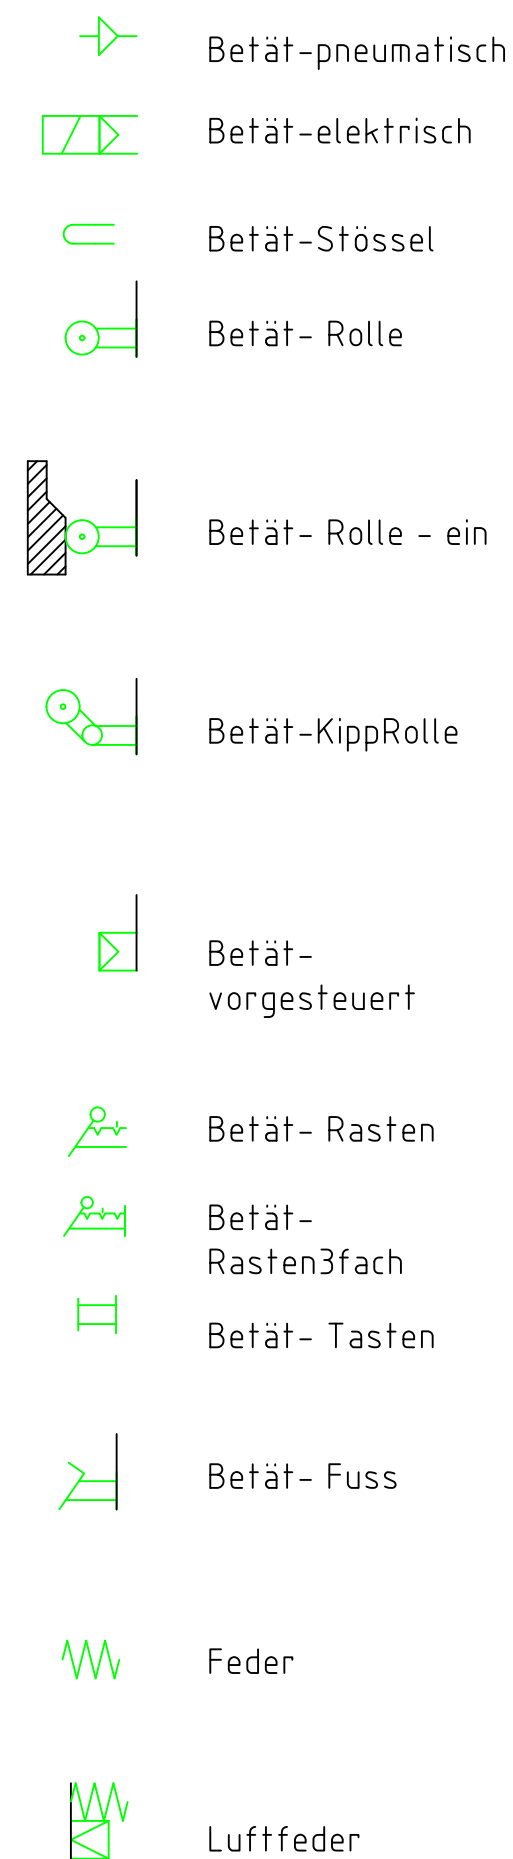 Betät-pneumatisch
Betät-elektrisch
Betät-Stössel
Betät- Rolle
Betät- Rolle - ein
Betät-KippRolle
Betät-
vorgesteuert
Betät- Rasten
Betät-
Rasten3fach
Betät- Tasten
Betät- Fuss
Feder
Luftfeder